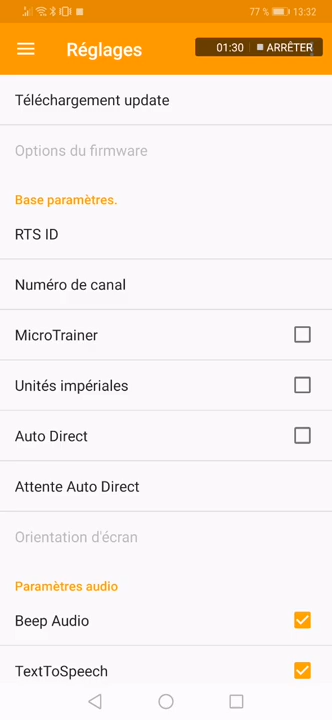 77 % 13:32
Réglages
01:30 ARRÊTER
Téléchargement update
Options du firmware
Base paramètres.
RTS ID
Numéro de canal
MicroTrainer
Unités impériales
Auto Direct
Attente Auto Direct
Orientation d'écran
Paramètres audio
Beep Audio
TextToSpeech